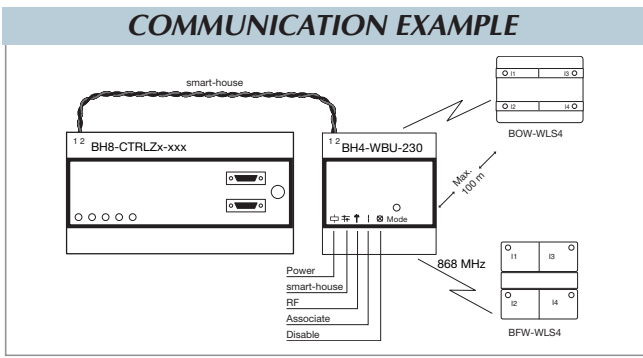 COMMUNICATION EXAMPLE
smart-house
1 2 BH8-CTRLZx-xxx
1 2 BH4-WBU-230
Mode
I1 I3
I2 I4
BOW-WLS4
Max.
100 m
868 MHz
I1 I3
I2 I4
BFW-WLS4
Power
smart-house
RF
Associate
Disable